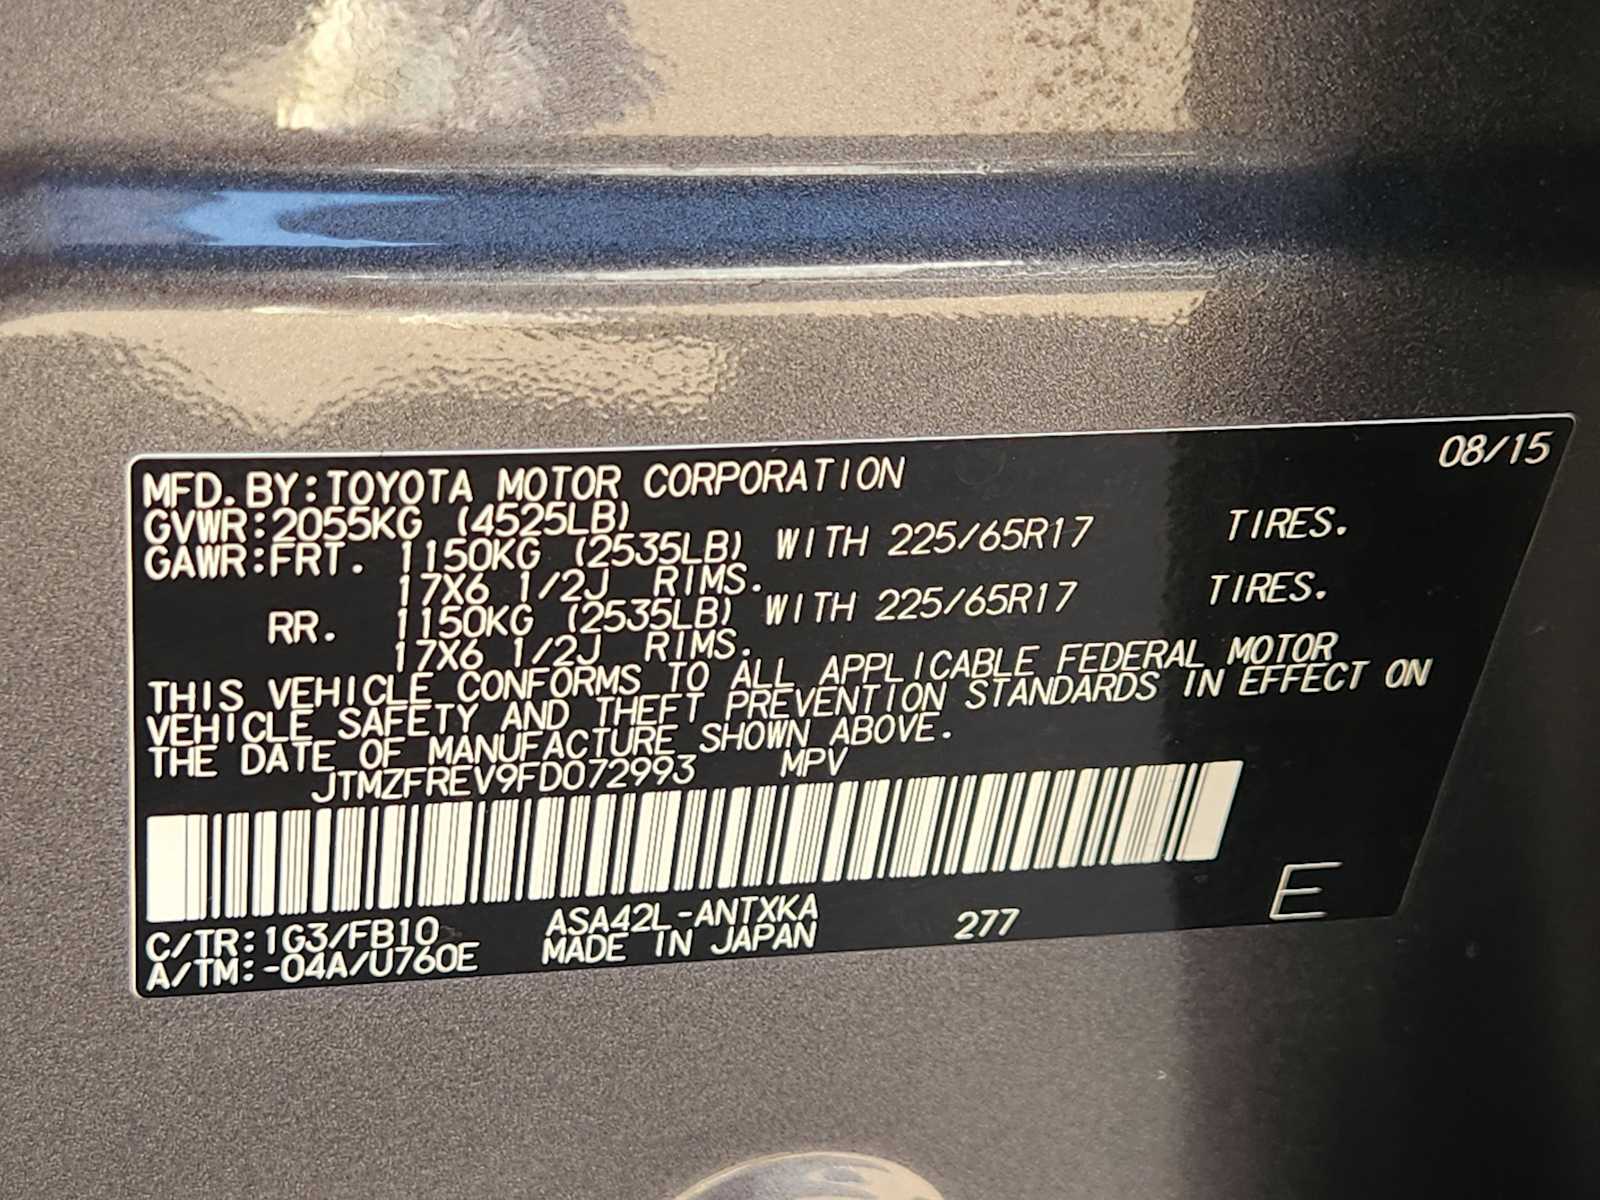 08/15
MFD.BY:TOYOTA MOTOR CORPORATION
GVWR:2055KG (4525LB)
GAWR:FRT. 1150KG (2535LB) WITH 225/65R17 TIRES.
17X6 1/2J RIMS.
RR. 1150KG (2535LB) WITH 225/65R17 TIRES.
17X6 1/2J RIMS.
THIS VEHICLE CONFORMS TO ALL APPLICABLE FEDERAL MOTOR
VEHICLE SAFETY AND THEFT PREVENTION STANDARDS IN EFFECT ON
THE DATE OF MANUFACTURE SHOWN ABOVE.
JTMZFREV9FD072993 MPV
C/TR:1G3/FB10 ASA42L-ANTXKA 277 E
A/TM:-04A/U760E MADE IN JAPAN